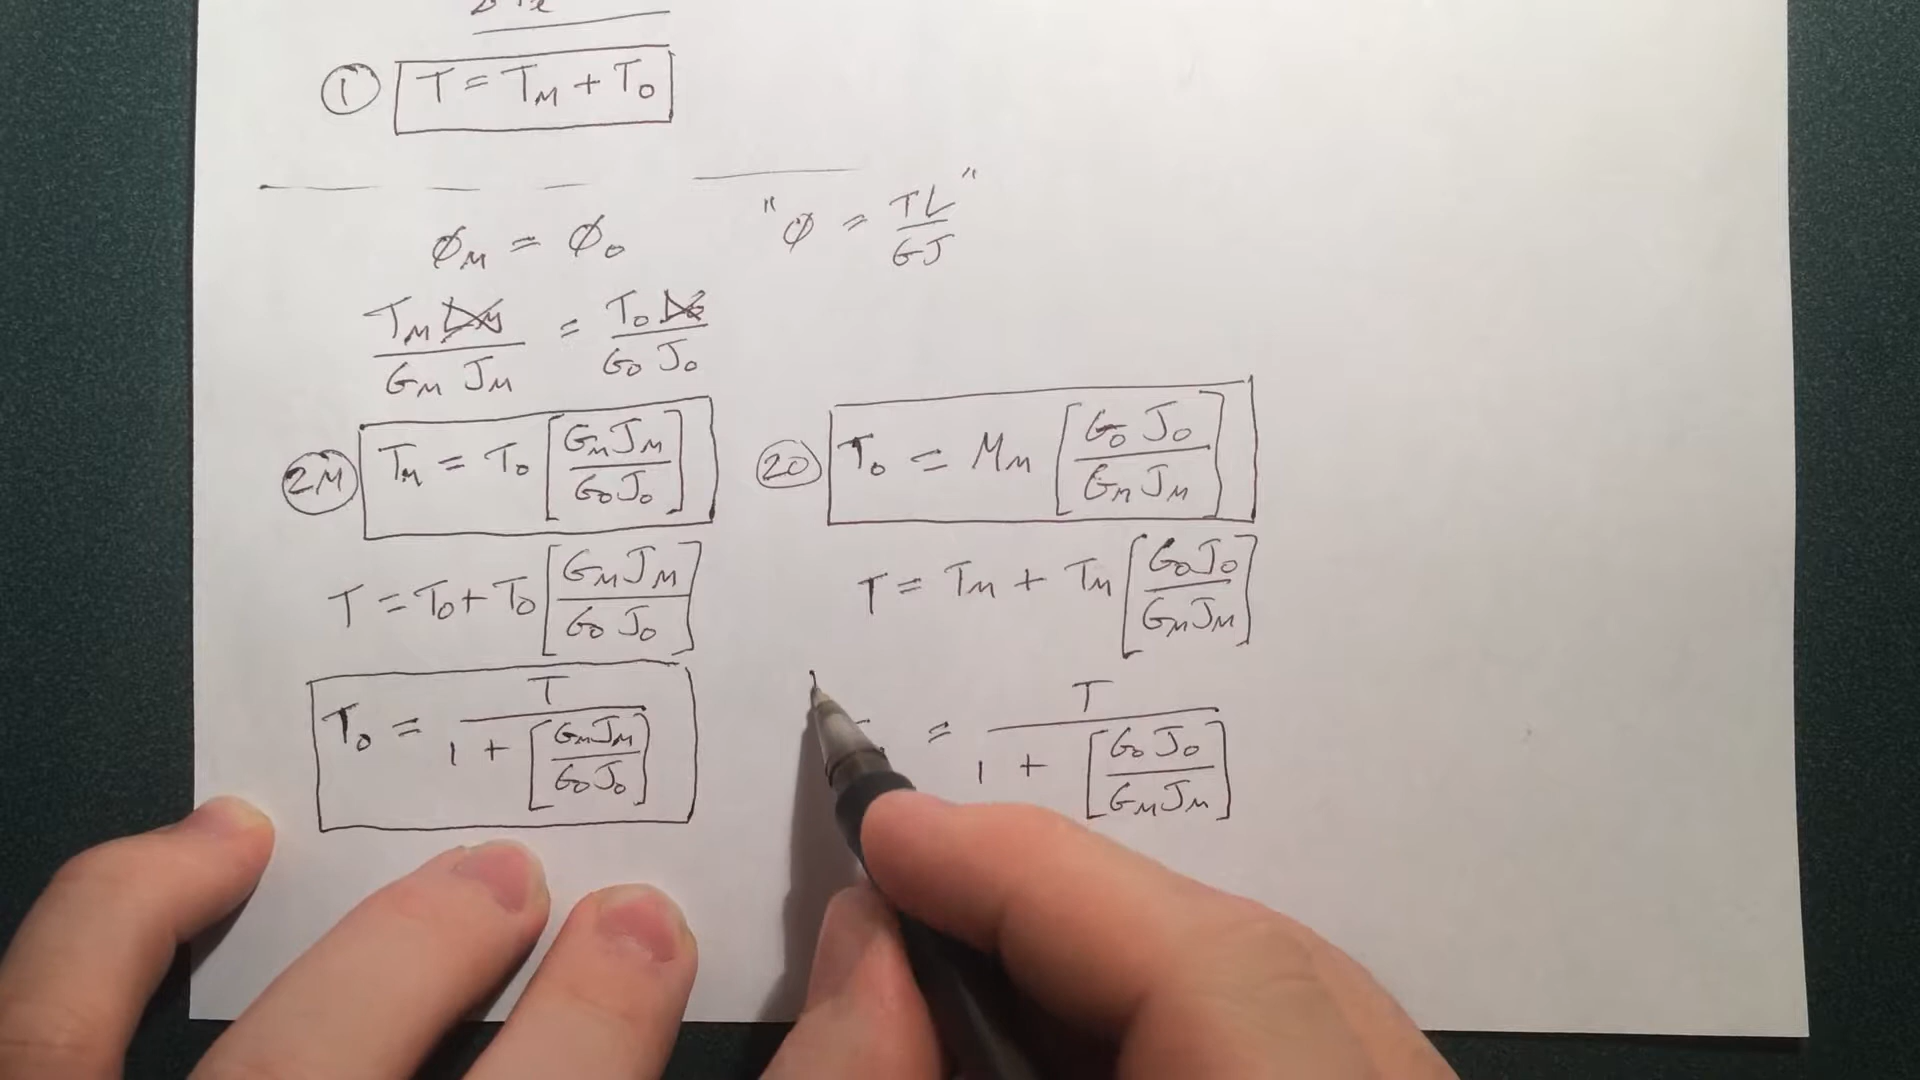 ① T = T_M + T_O
Ø_M = Ø_O " Ø = TL / GJ "
T_M L_M / G_M J_M = T_O L_O / G_O J_O
2M T_M = T_O [G_M J_M / G_O J_O] 2O T_O = M_M [G_O J_O / G_M J_M]
T = T_O + T_O [G_M J_M / G_O J_O] T = T_M + T_M [G_O J_O / G_M J_M]
T_O = T / 1 + [G_M J_M / G_O J_O] = T / 1 + [G_O J_O / G_M J_M]